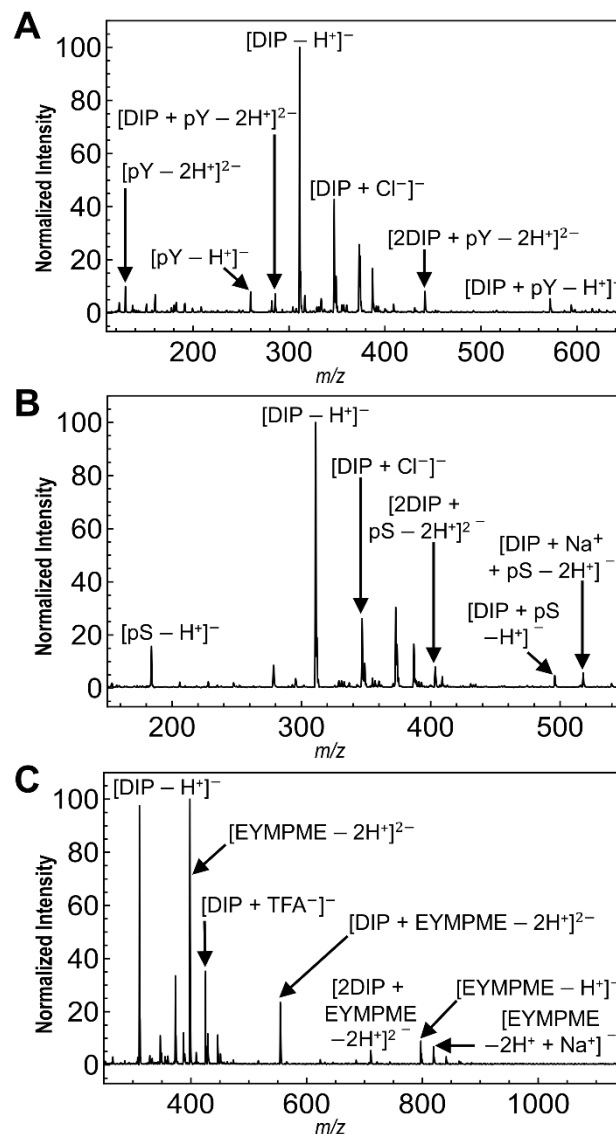 A
[DIP – H⁺]⁻
[DIP + pY – 2H⁺]²⁻
[pY – 2H⁺]²⁻
[DIP + Cl⁻]⁻
[pY – H⁺]⁻
[2DIP + pY – 2H⁺]²⁻
[DIP + pY – H⁺]⁻
Normalized Intensity
100
80
60
40
20
0
200 300 400 500 600
m/z
B
[DIP – H⁺]⁻
[DIP + Cl⁻]⁻
[2DIP +
pS – 2H⁺]²⁻
[DIP + Na⁺
+ pS – 2H⁺]⁻
[DIP + pS
–H⁺]⁻
[pS – H⁺]⁻
Normalized Intensity
100
80
60
40
20
0
200 300 400 500
m/z
C
[DIP – H⁺]⁻
[EYMPME – 2H⁺]²⁻
[DIP + TFA⁻]⁻
[DIP + EYMPME – 2H⁺]²⁻
[2DIP +
EYMPME
–2H⁺]²⁻
[EYMPME – H⁺]⁻
[EYMPME
–2H⁺ + Na⁺]⁻
Normalized Intensity
100
80
60
40
20
0
400 600 800 1000
m/z